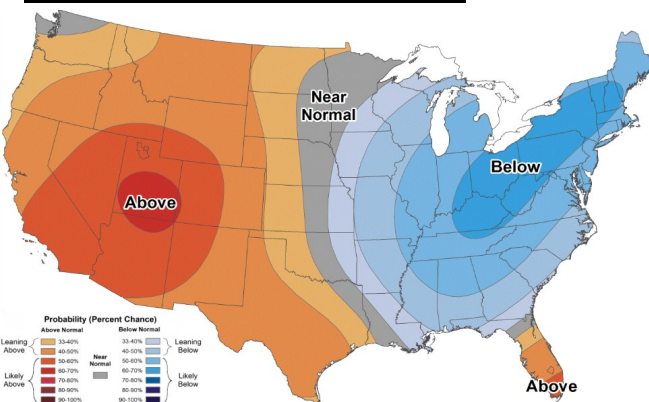 Near
Normal
Below
Above
Probability (Percent Chance)
Above Normal
Below Normal
Leaning
Above
33-40%
40-50%
Likely
Above
50-60%
60-70%
70-80%
80-90%
90-100%
Near
Normal
33-40%
40-50%
Leaning
Below
50-60%
60-70%
70-80%
80-90%
90-100%
Likely
Below
Above